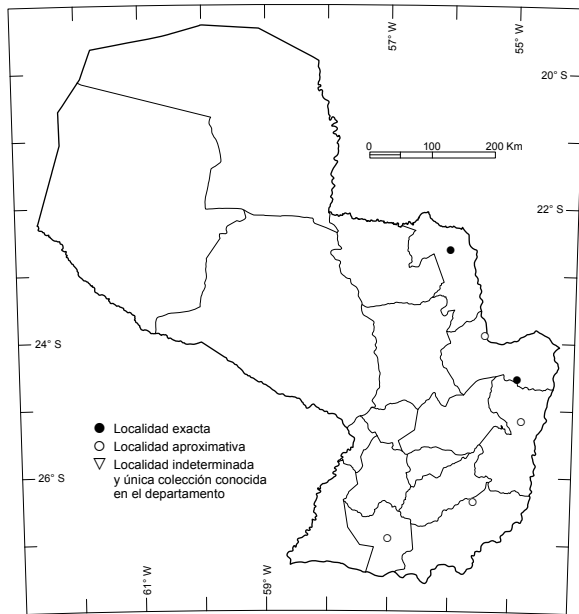 57° W
55° W
20° S
0 100 200 Km
22° S
24° S
Localidad exacta
Localidad aproximativa
Localidad indeterminada
y única colección conocida
en el departamento
26° S
61° W
59° W